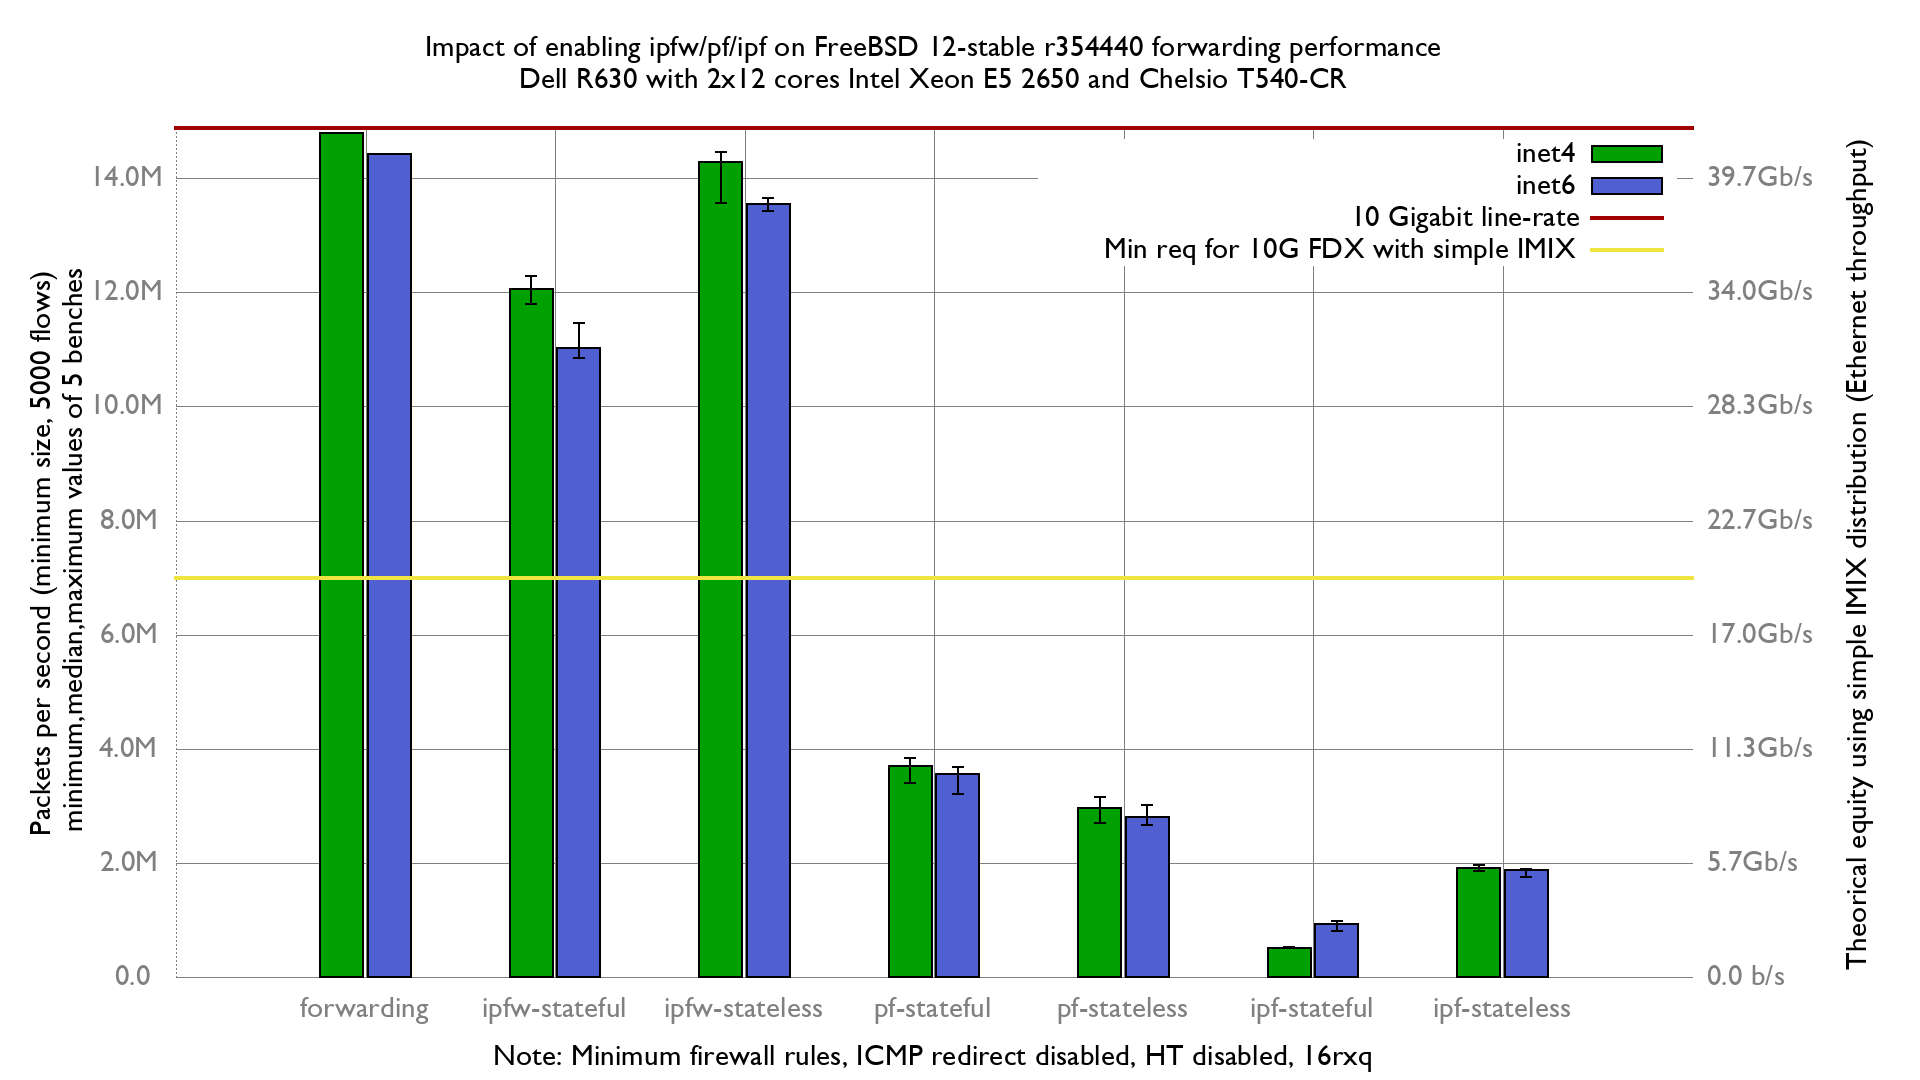 Impact of enabling ipfw/pf/ipf on FreeBSD 12-stable r354440 forwarding performance
Dell R630 with 2x12 cores Intel Xeon E5 2650 and Chelsio T540-CR
Packets per second (minimum size, 5000 flows)
minimum,median,maximum values of 5 benches
14.0M
12.0M
10.0M
8.0M
6.0M
4.0M
2.0M
0.0
inet4
inet6
10 Gigabit line-rate
Min req for 10G FDX with simple IMIX
39.7Gb/s
34.0Gb/s
28.3Gb/s
22.7Gb/s
17.0Gb/s
11.3Gb/s
5.7Gb/s
0.0 b/s
Theorical equity using simple IMIX distribution (Ethernet throughput)
forwarding
ipfw-stateful
ipfw-stateless
pf-stateful
pf-stateless
ipf-stateful
ipf-stateless
Note: Minimum firewall rules, ICMP redirect disabled, HT disabled, 16rxq